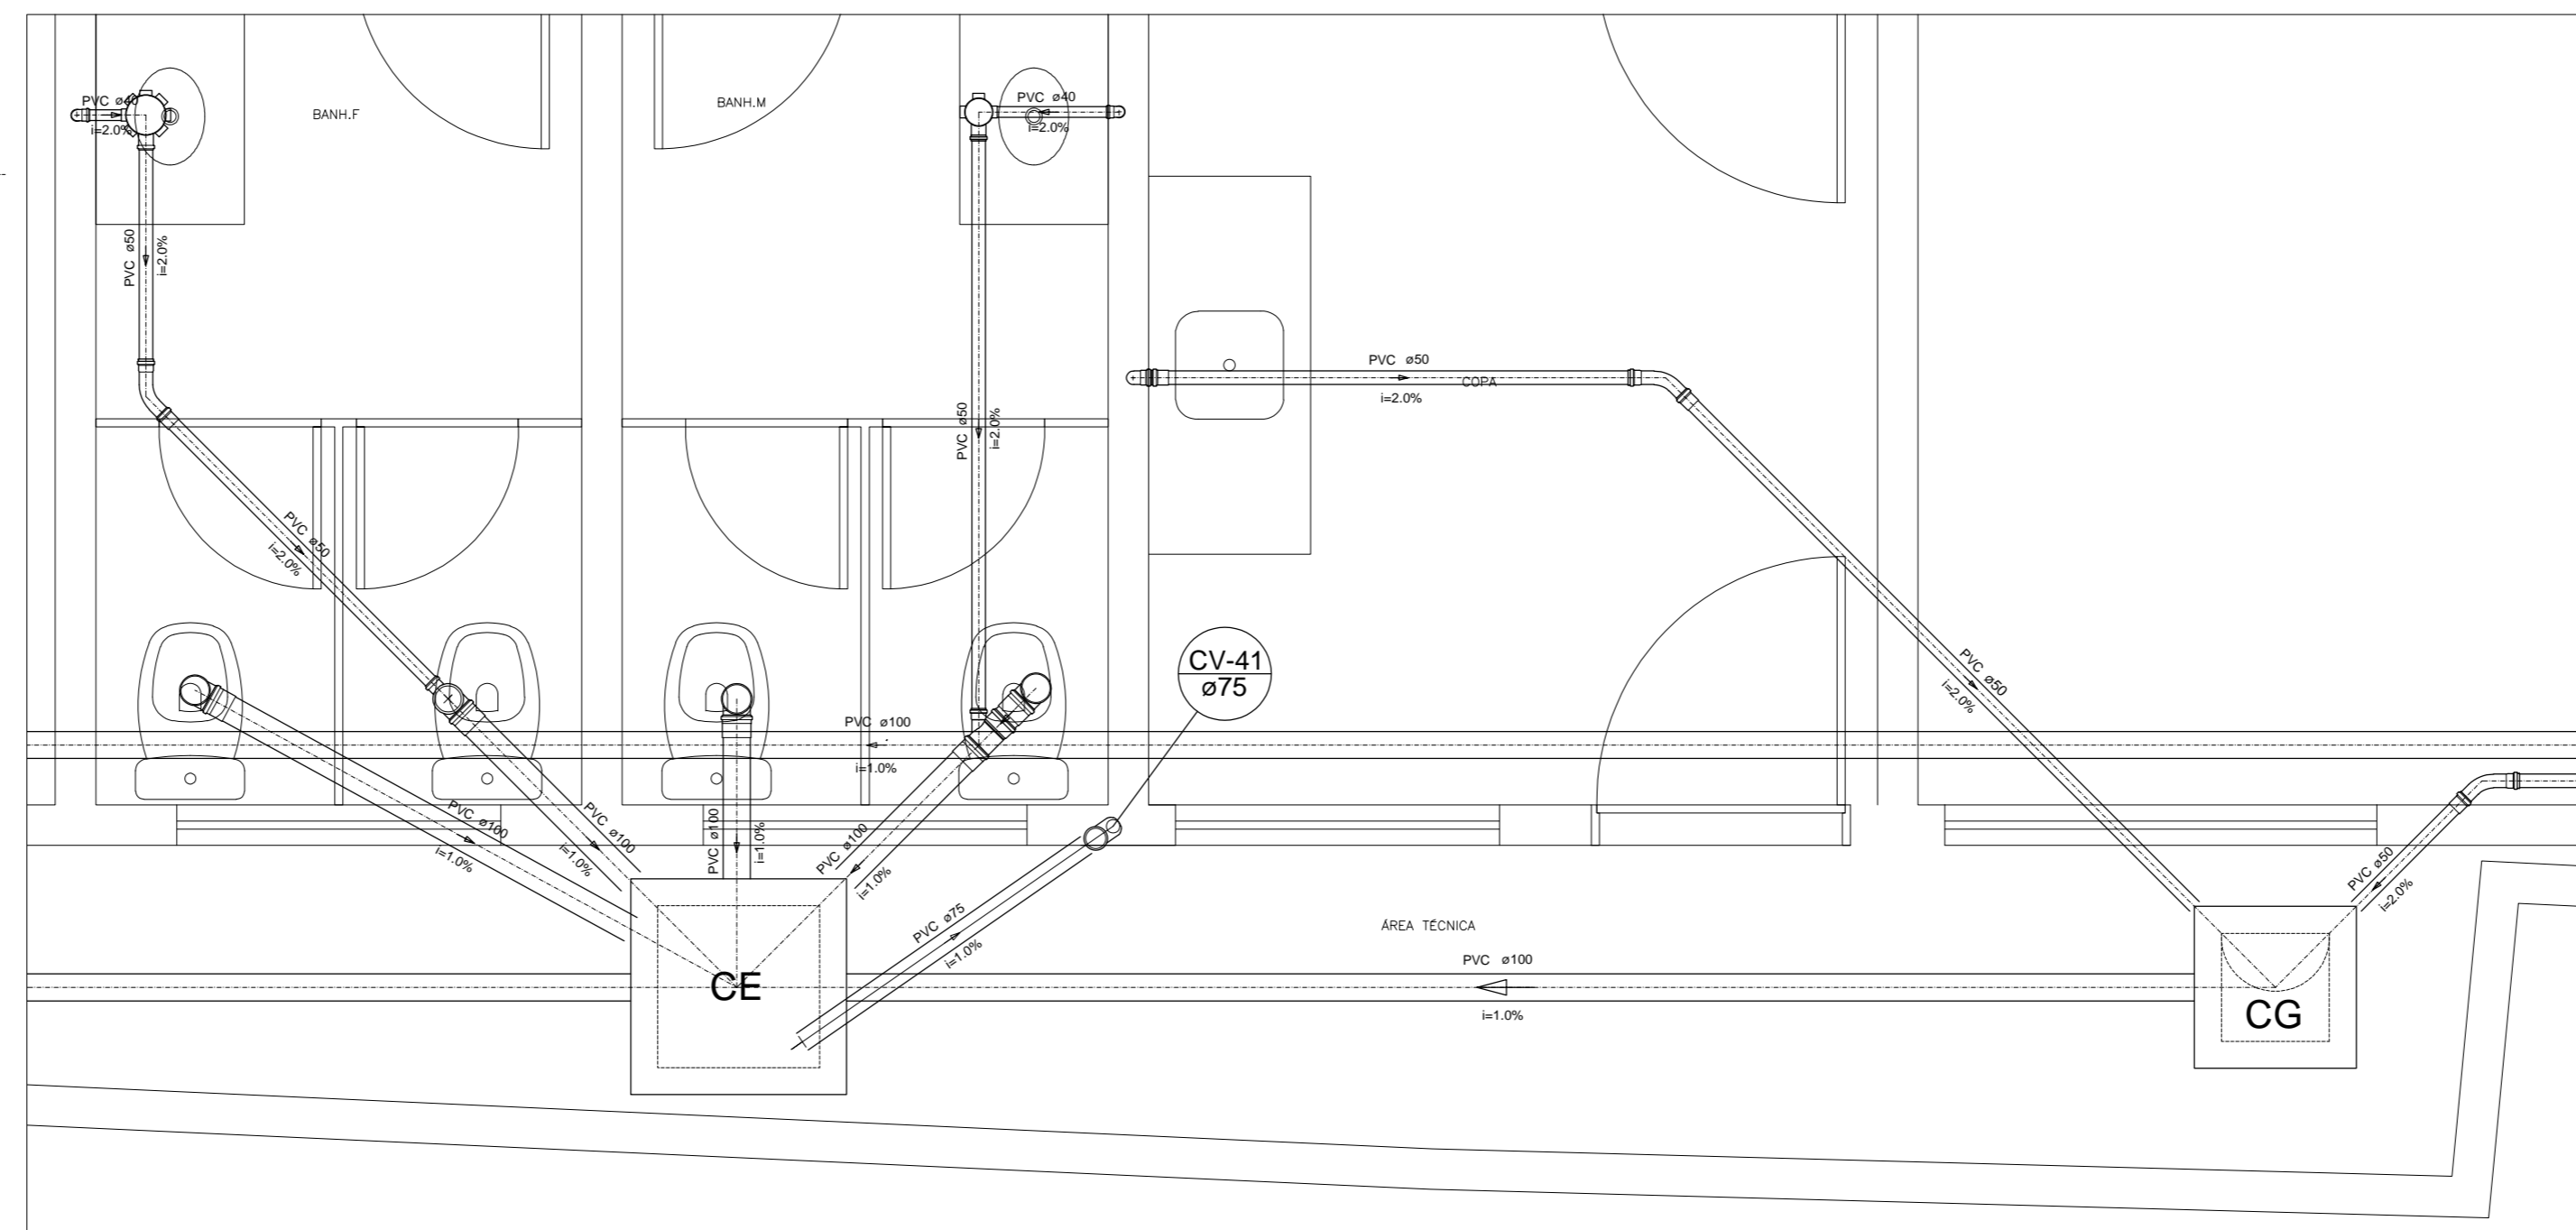 PVC ø40
i=2.0%
BANH.F
BANH.M
PVC ø40
i=2.0%
PVC ø50
i=2.0%
PVC ø50
i=2.0%
PVC ø50
COPA
i=2.0%
PVC ø50
i=2.0%
PVC ø50
i=2.0%
CV-41
ø75
PVC ø100
i=1.0%
PVC ø100
i=1.0%
PVC ø100
i=1.0%
PVC ø100
i=1.0%
PVC ø100
i=1.0%
PVC ø75
i=1.0%
ÁREA TÉCNICA
PVC ø50
i=2.0%
PVC ø100
i=1.0%
CE
CG